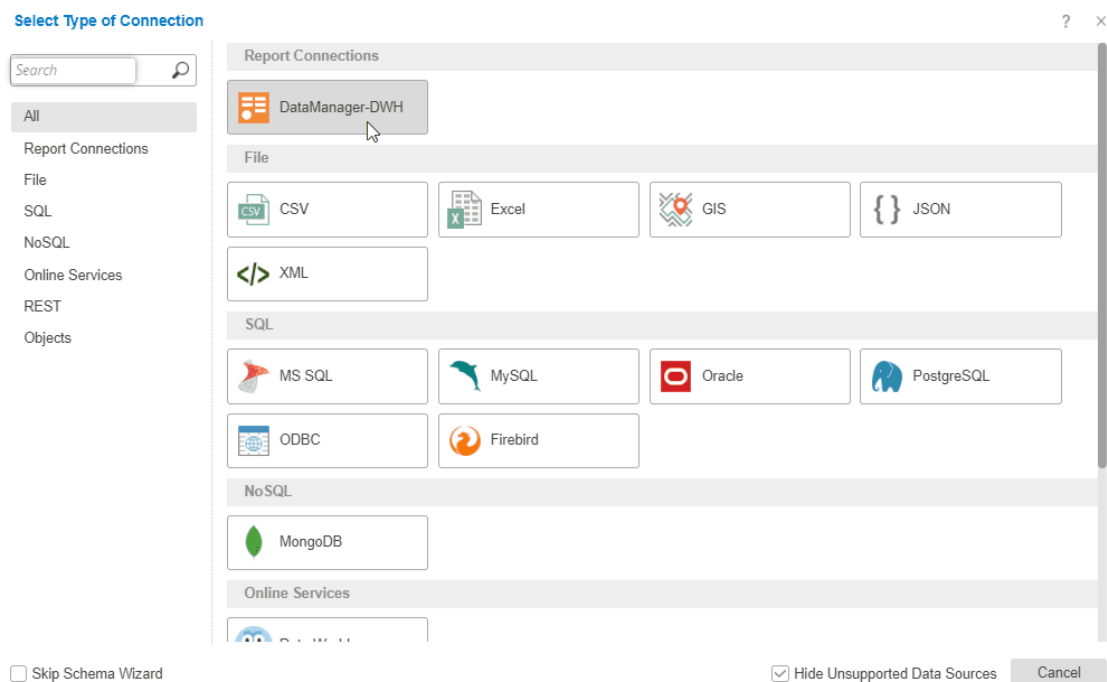 Select Type of Connection
?
×
Search
All
Report Connections
File
SQL
NoSQL
Online Services
REST
Objects
Report Connections
DataManager-DWH
File
CSV CSV
X Excel
GIS
{ } JSON
</> XML
SQL
MS SQL
MySQL
Oracle
PostgreSQL
ODBC
Firebird
NoSQL
MongoDB
Online Services
Skip Schema Wizard
Hide Unsupported Data Sources
Cancel